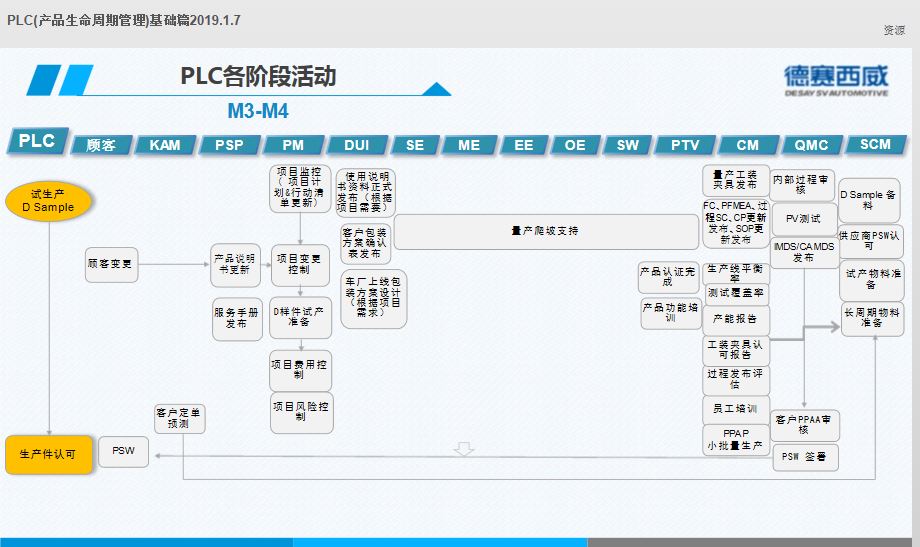 PLC(产品生命周期管理)基础篇2019.1.7
资源
PLC各阶段活动
M3-M4
德赛西威
DESAY SV AUTOMOTIVE
PLC
顾客
KAM
PSP
PM
DUI
SE
ME
EE
OE
SW
PTV
CM
QMC
SCM
试生产
D Sample
生产件认可
顾客变更
PSW
客户定单
预测
产品说明
书更新
服务手册
发布
项目监控
( 项目计
划&行动清
单更新)
项目变更
控制
D样件试产
准备
项目费用控
制
项目风险控
制
使用说明
书资料正式
发布(根据
项目需要)
客户包装
方案确认
表发布
车厂上线包
装方案设计
(根据项目
需求)
量产爬坡支持
产品认证完
成
产品功能培
训
量产工装
夹具发布
FC、PFMEA、过
程SC、CP更新
发布、SOP更
新发布
生产线平衡
率
测试覆盖率
产能报告
工装夹具认
可报告
过程发布评
估
员工培训
PPAP
小批量生产
内部过程审
核
PV测试
IMDS/CAMDS
发布
客户PPAA审
核
PSW 签署
D Sample 备
料
供应商PSW认
可
试产物料准
备
长周期物料
准备